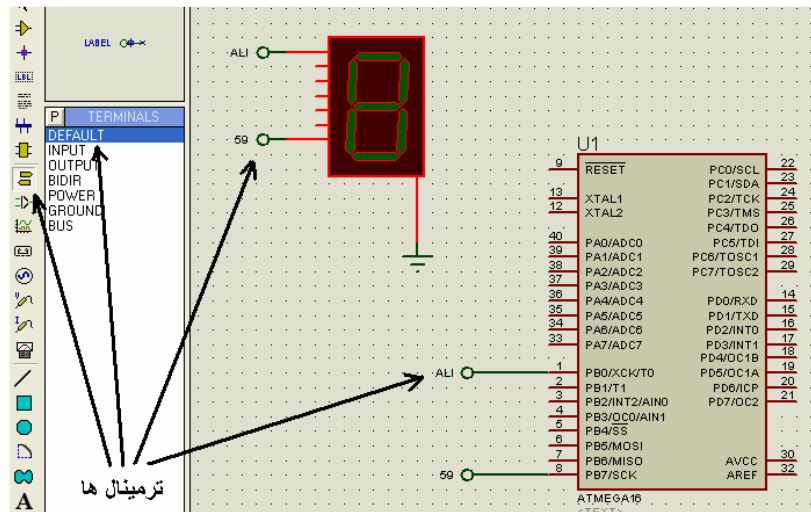 LABEL
LBL
P TERMINALS
DEFAULT
INPUT
OUTPUT
BIDIR
POWER
GROUND
BUS
A
ترمینال ها
ALI
59
U1
9 RESET
13 XTAL1
12 XTAL2
40 PA0/ADC0
39 PA1/ADC1
38 PA2/ADC2
37 PA3/ADC3
36 PA4/ADC4
35 PA5/ADC5
34 PA6/ADC6
33 PA7/ADC7
ALI 1 PB0/XCK/T0
2 PB1/T1
3 PB2/INT2/AIN0
4 PB3/OC0/AIN1
5 PB4/SS
6 PB5/MOSI
7 PB6/MISO
59 8 PB7/SCK
PC0/SCL 22
PC1/SDA 23
PC2/TCK 24
PC3/TMS 25
PC4/TDO 26
PC5/TDI 27
PC6/TOSC1 28
PC7/TOSC2 29
PD0/RXD 14
PD1/TXD 15
PD2/INT0 16
PD3/INT1 17
PD4/OC1B 18
PD5/OC1A 19
PD6/ICP 20
PD7/OC2 21
AVCC 30
AREF 32
ATMEGA16
<TEXT>